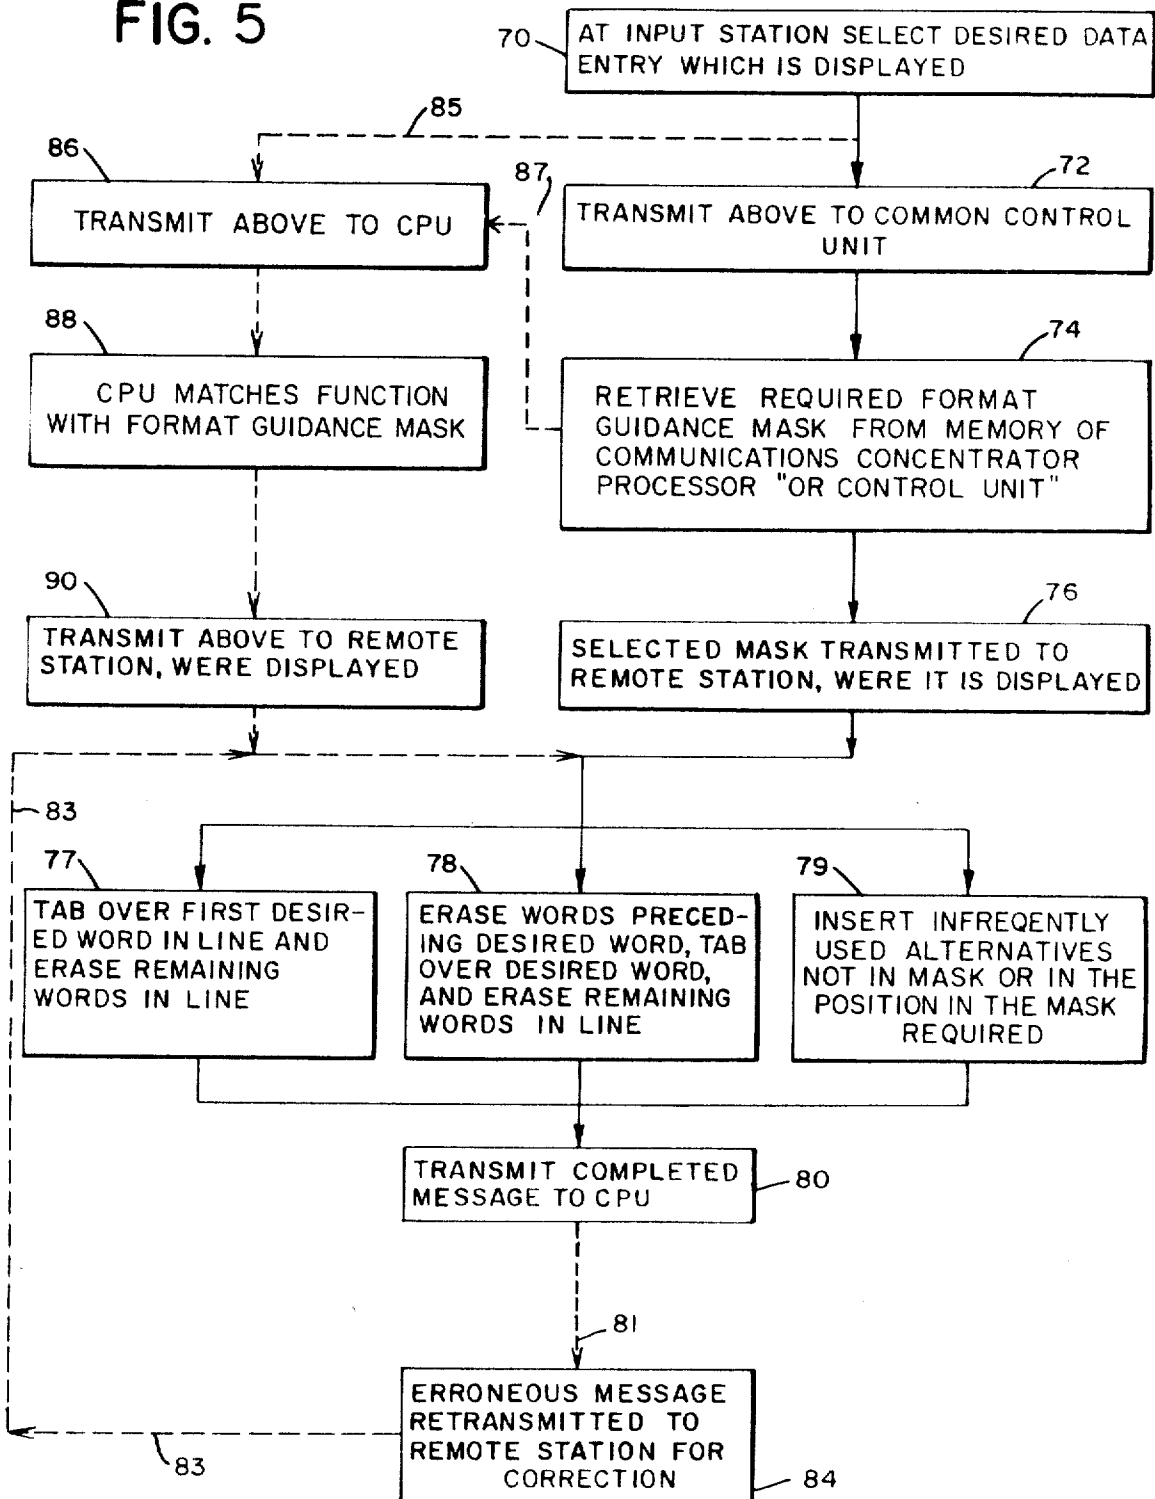 FIG. 5
70
AT INPUT STATION SELECT DESIRED DATA
ENTRY WHICH IS DISPLAYED
85
86
TRANSMIT ABOVE TO CPU
87
72
TRANSMIT ABOVE TO COMMON CONTROL
UNIT
88
CPU MATCHES FUNCTION
WITH FORMAT GUIDANCE MASK
74
RETRIEVE REQUIRED FORMAT
GUIDANCE MASK FROM MEMORY OF
COMMUNICATIONS CONCENTRATOR
PROCESSOR "OR CONTROL UNIT"
90
TRANSMIT ABOVE TO REMOTE
STATION, WERE DISPLAYED
76
SELECTED MASK TRANSMITTED TO
REMOTE STATION, WERE IT IS DISPLAYED
83
77
TAB OVER FIRST DESIR-
ED WORD IN LINE AND
ERASE REMAINING
WORDS IN LINE
78
ERASE WORDS PRECED-
ING DESIRED WORD, TAB
OVER DESIRED WORD,
AND ERASE REMAINING
WORDS IN LINE
79
INSERT INFREQENTLY
USED ALTERNATIVES
NOT IN MASK OR IN THE
POSITION IN THE MASK
REQUIRED
TRANSMIT COMPLETED
MESSAGE TO CPU
80
81
ERRONEOUS MESSAGE
RETRANSMITTED TO
REMOTE STATION FOR
CORRECTION
83
84